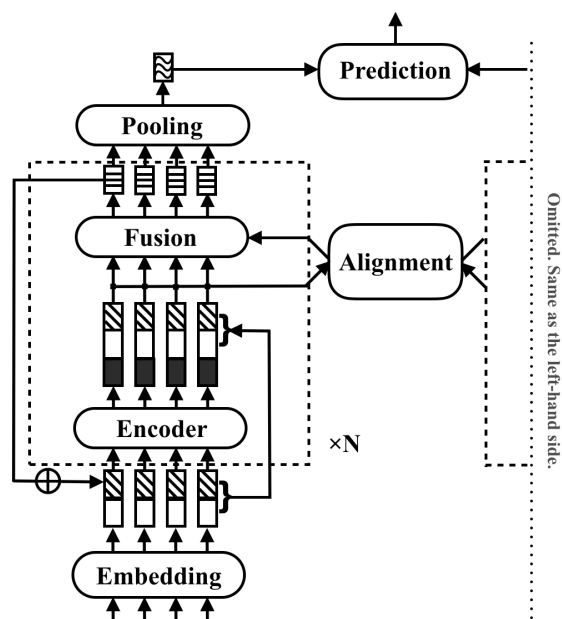 Prediction
Pooling
Fusion
Alignment
Encoder
×N
Embedding
Omitted. Same as the left-hand side.